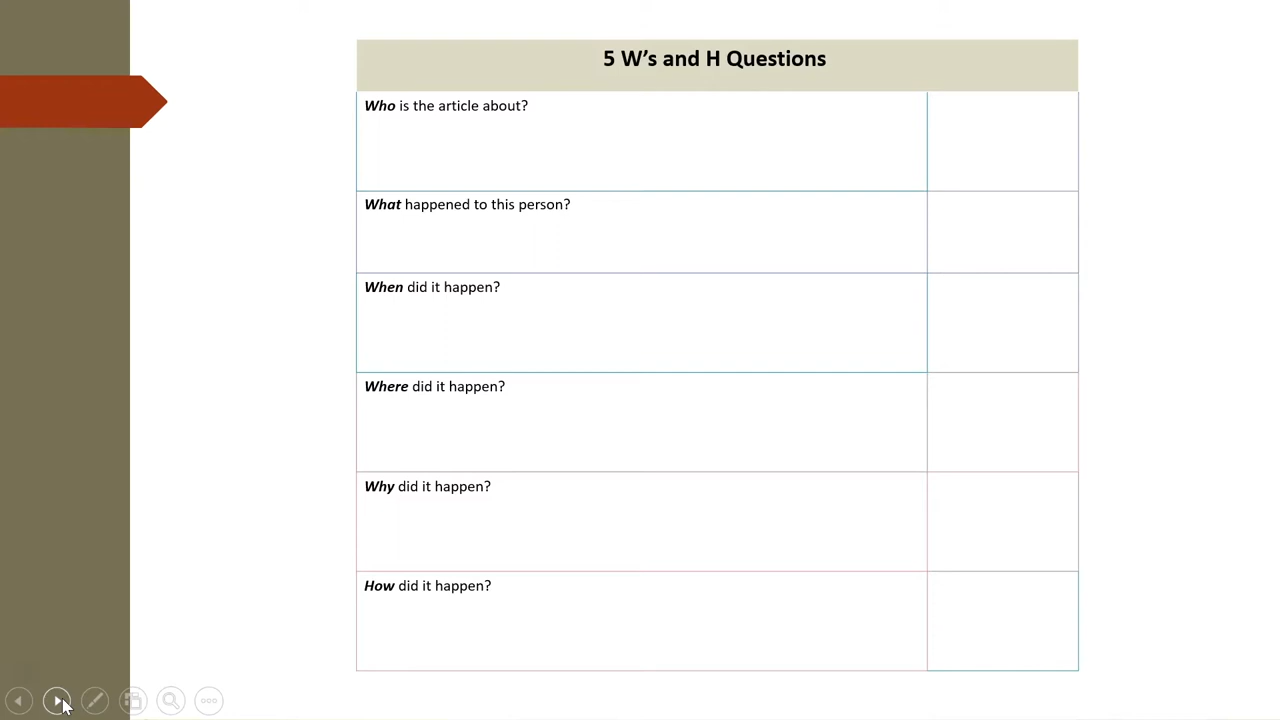 5 W’s and H Questions
Who is the article about?
What happened to this person?
When did it happen?
Where did it happen?
Why did it happen?
How did it happen?